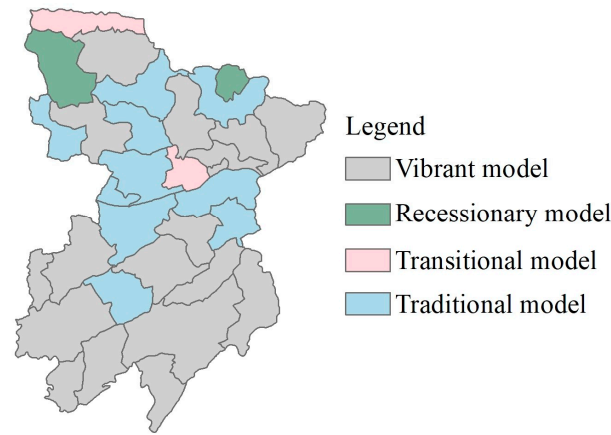 Legend
Vibrant model
Recessionary model
Transitional model
Traditional model